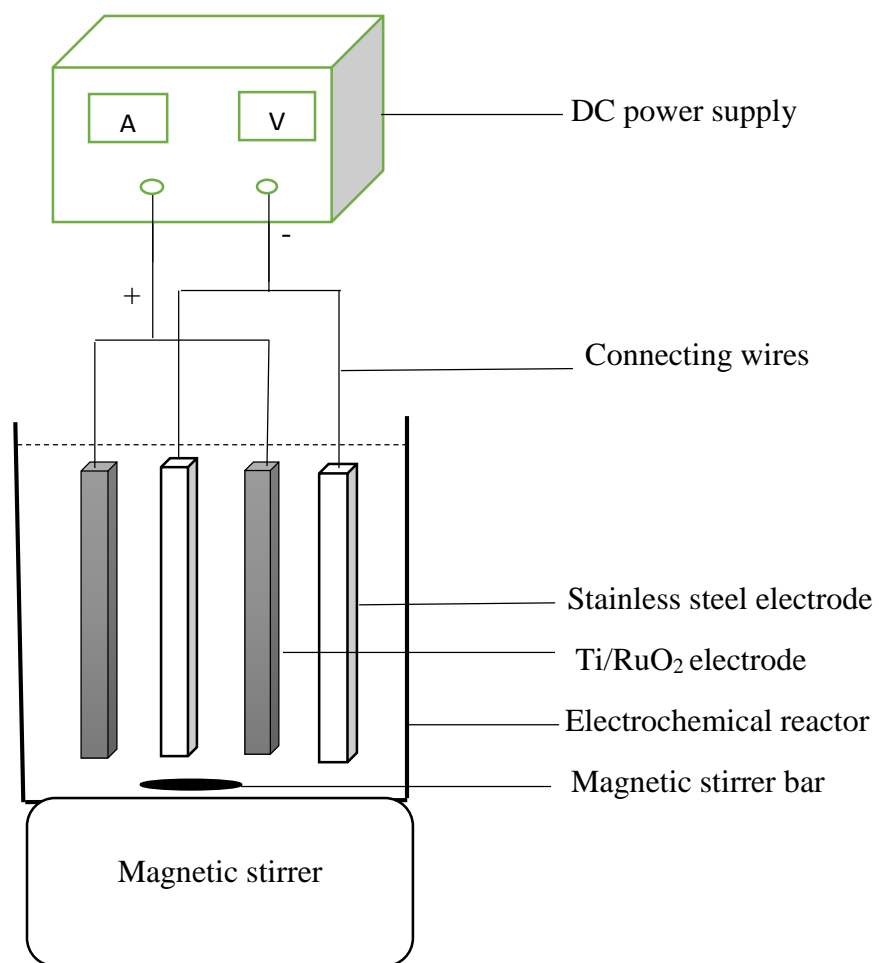 A
V
DC power supply
-
+
Connecting wires
Stainless steel electrode
Ti/RuO₂ electrode
Electrochemical reactor
Magnetic stirrer bar
Magnetic stirrer